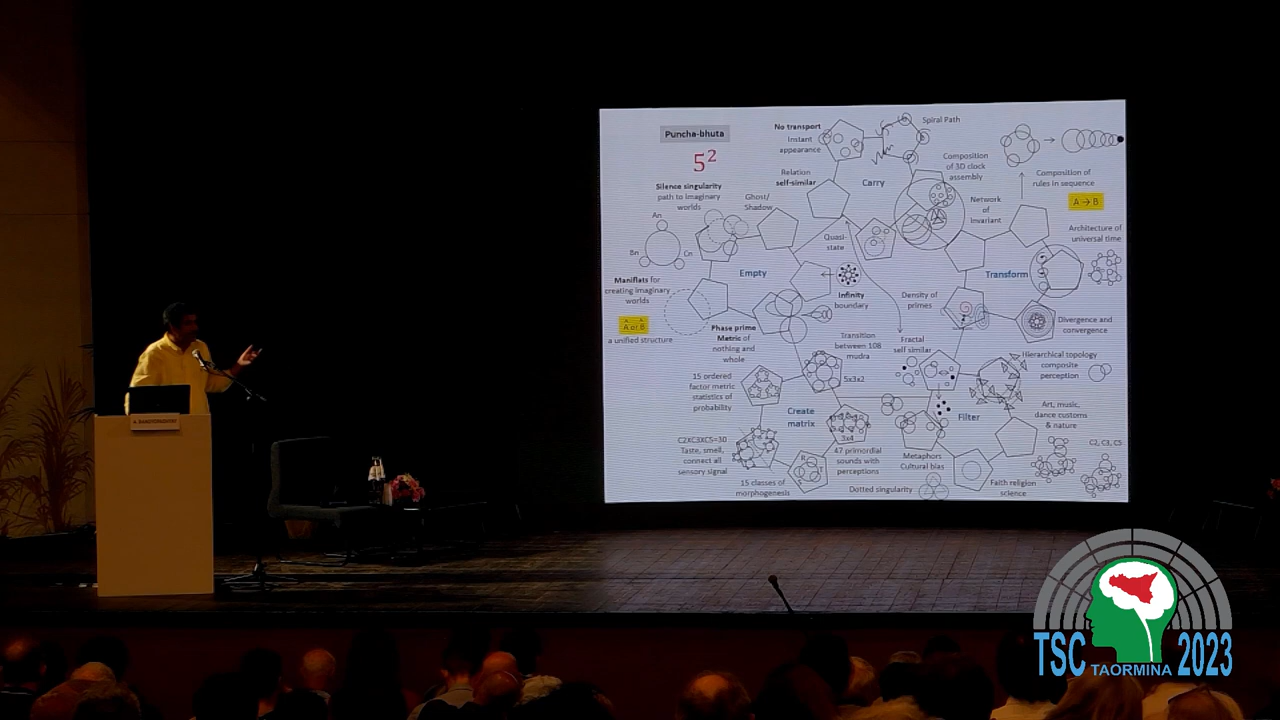 Puncha-bhuta
5²
No transport
Instant
appearance
Spiral Path
Relation
self-similar
Carry
Composition
of 3D clock
assembly
Composition of
rules in sequence
A → B
Silence singularity
path to imaginary
worlds
Ghost/
Shadow
Network
of
Invariant
An
Bn
Cn
Quasi-
state
Architecture of
universal time
Empty
Transform
Manifiats for
creating imaginary
worlds
Infinity
boundary
Density of
primes
A or B
a unified structure
Phase prime
Metric of
nothing and
whole
Transition
between 108
mudra
Fractal
self similar
Divergence and
convergence
Hierarchical topology
composite
perception
15 ordered
factor metric
statistics of
probability
5x3x2
Create
matrix
Filter
Art, music,
dance customs
& nature
3x4
C2XC3XC5=30
Taste, smell,
connect all
sensory signal
47 primordial
sounds with
perceptions
Metaphors
Cultural bias
C2, C3, C5
15 classes of
morphogenesis
Dotted singularity
Faith religion
science
A. BANDYOPADHYAY
TSC TAORMINA 2023